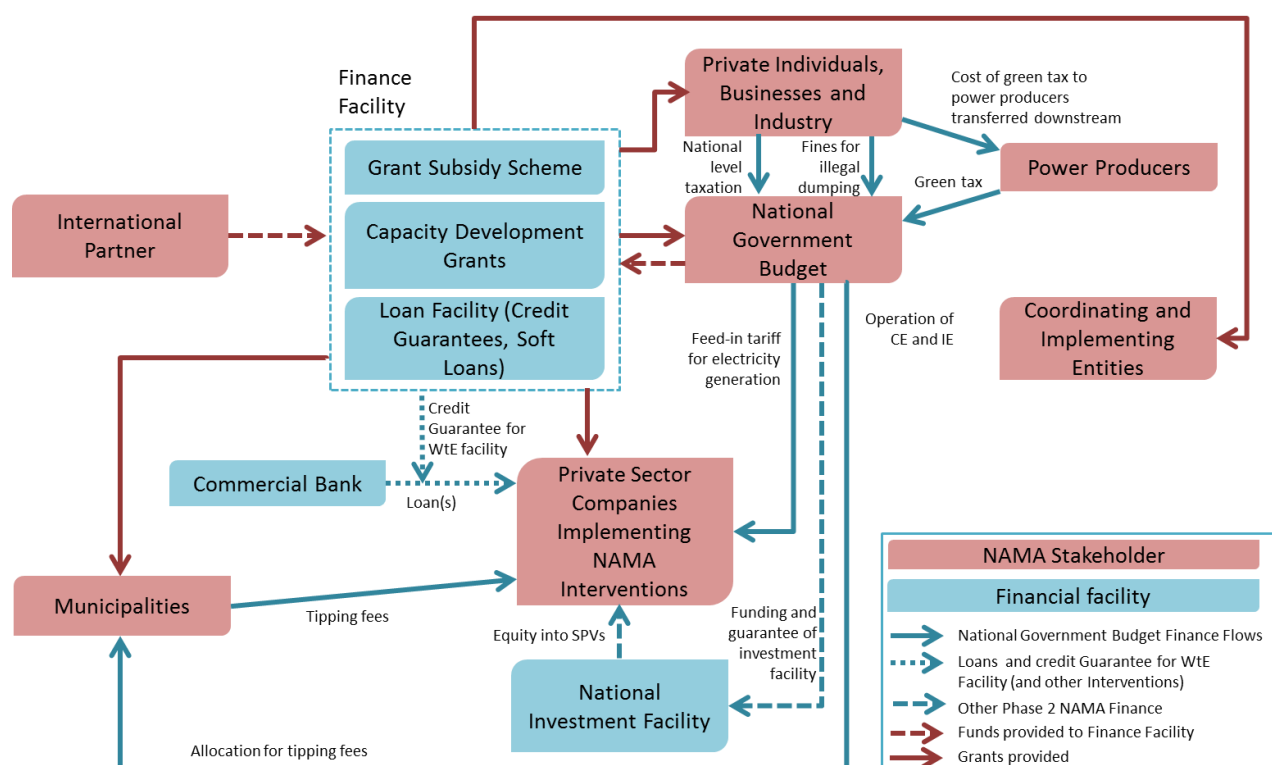 Finance
Facility
Grant Subsidy Scheme
Capacity Development
Grants
Loan Facility (Credit
Guarantees, Soft
Loans)
International
Partner
Private Individuals,
Businesses and
Industry
Cost of green tax to
power producers
transferred downstream
National
level
taxation
Fines for
illegal
dumping
Green tax
Power Producers
National
Government
Budget
Feed-in tariff
for electricity
generation
Operation of
CE and IE
Coordinating and
Implementing
Entities
Credit
Guarantee for
WtE facility
Commercial Bank
Loan(s)
Private Sector
Companies
Implementing
NAMA
Interventions
Municipalities
Tipping fees
Equity into SPVs
Funding and
guarantee of
investment
facility
National
Investment Facility
Allocation for tipping fees
NAMA Stakeholder
Financial facility
National Government Budget Finance Flows
Loans and credit Guarantee for WtE
Facility (and other Interventions)
Other Phase 2 NAMA Finance
Funds provided to Finance Facility
Grants provided